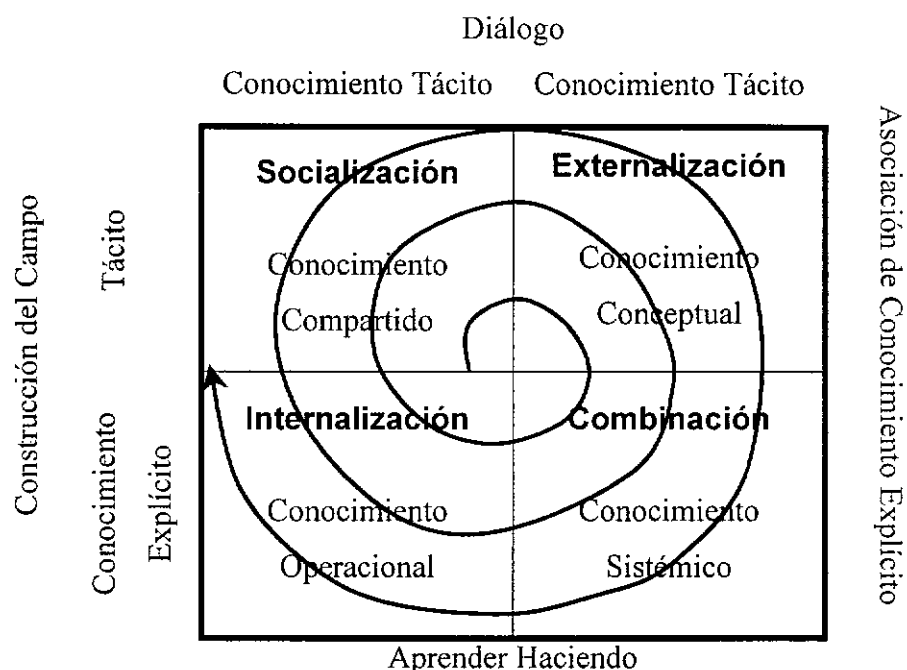 Diálogo
Conocimiento Tácito Conocimiento Tácito
Construcción del Campo
Tácito
Conocimiento
Explícito
Socialización
Conocimiento
Compartido
Externalización
Conocimiento
Conceptual
Internalización
Conocimiento
Operacional
Combinación
Conocimiento
Sistémico
Asociación de Conocimiento Explícito
Aprender Haciendo